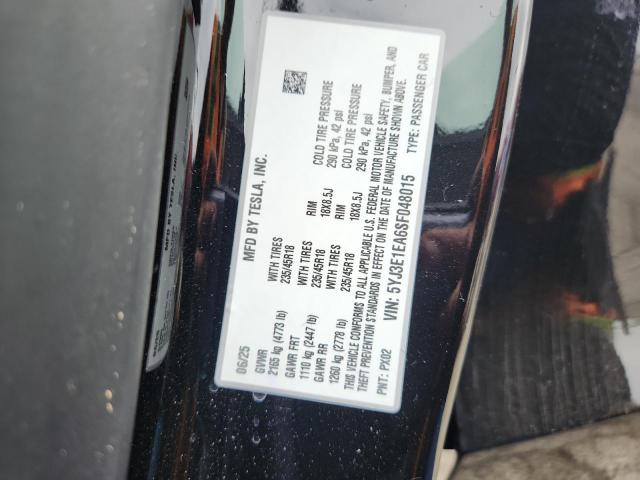 MFD BY TESLA, INC.
06/25
GVWR
2165 kg (4773 lb)
GAWR FRT WITH TIRES RIM COLD TIRE PRESSURE
1110 kg (2447 lb) 235/45R18 18X8.5J 290 kPa, 42 psi
GAWR RR WITH TIRES RIM COLD TIRE PRESSURE
1260 kg (2778 lb) 235/45R18 18X8.5J 290 kPa, 42 psi
THIS VEHICLE CONFORMS TO ALL APPLICABLE U.S. FEDERAL MOTOR VEHICLE SAFETY, BUMPER, AND
THEFT PREVENTION STANDARDS IN EFFECT ON THE DATE OF MANUFACTURE SHOWN ABOVE.
VIN: 5YJ3E1EA6SF048015
PNT: PX02 TYPE: PASSENGER CAR
MFD BY TESLA, INC.